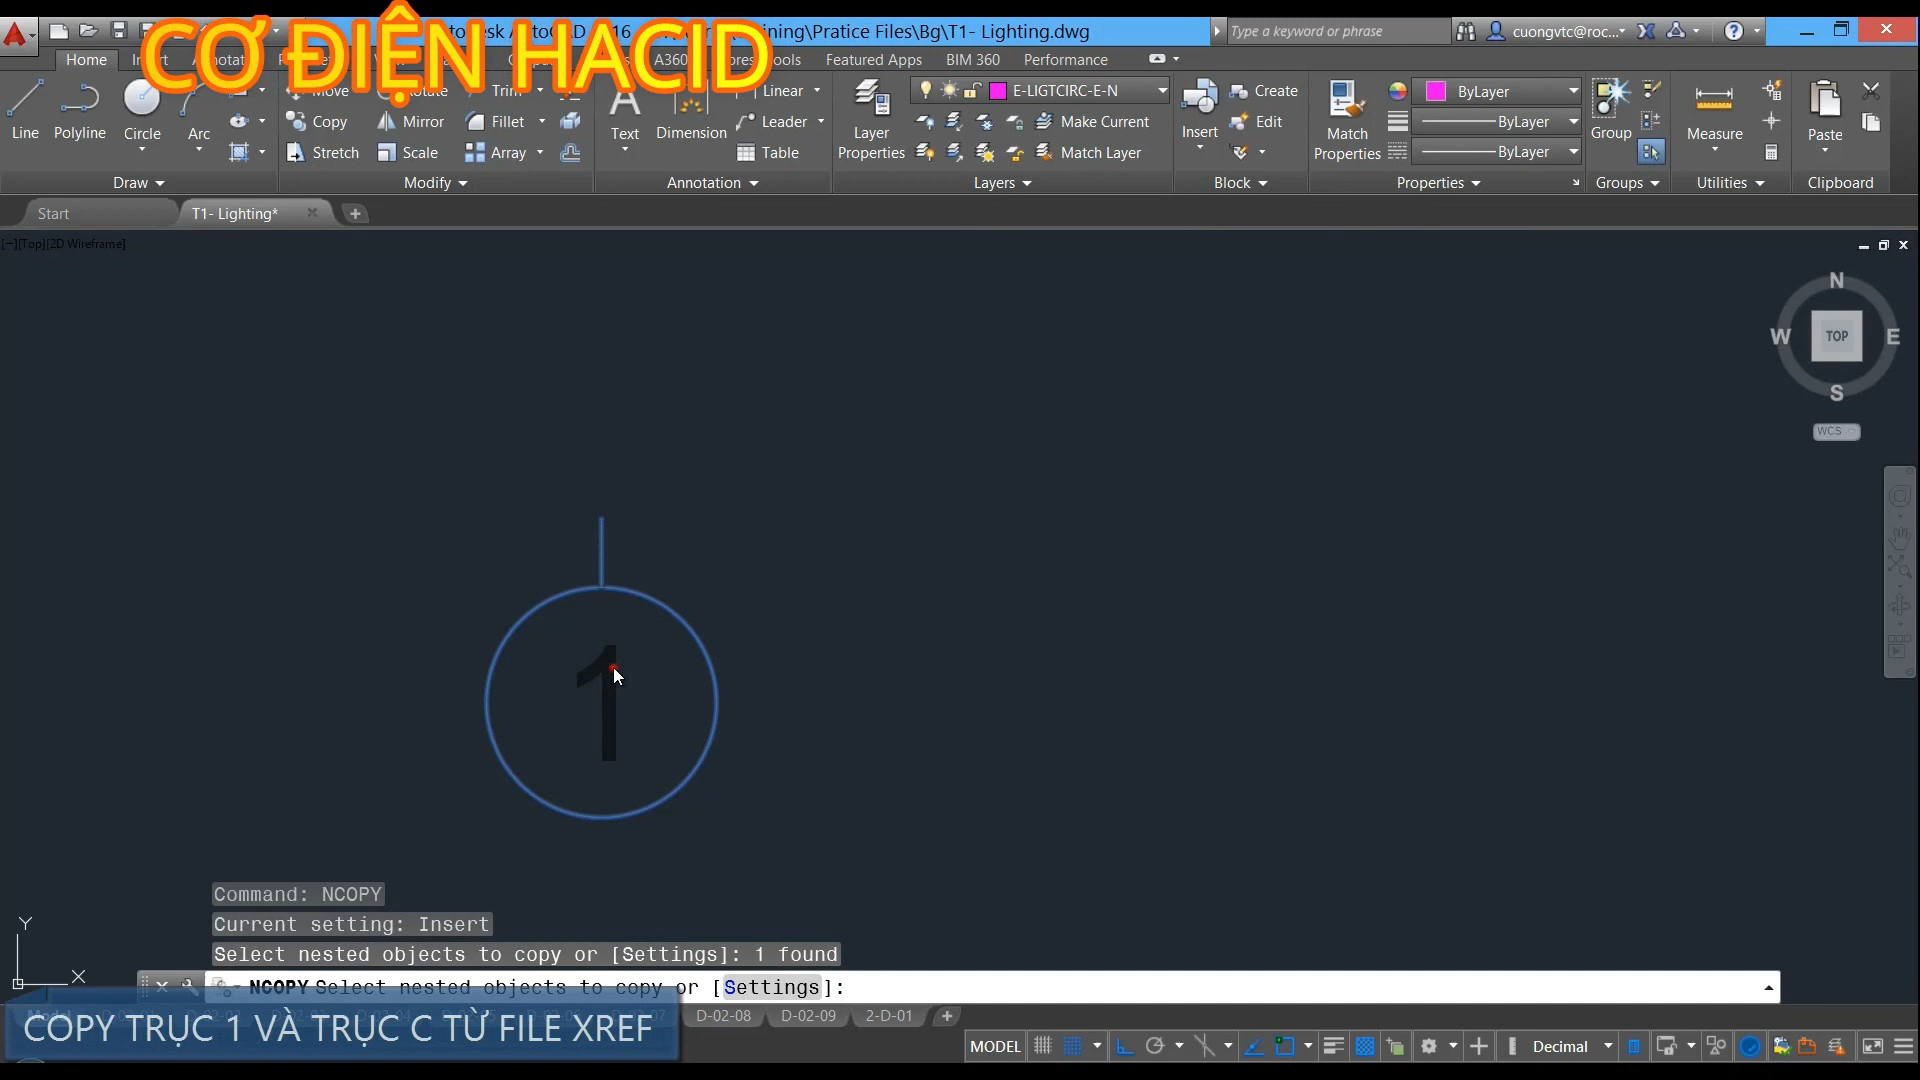 CƠ ĐIỆN HACID
\Pratice Files\Bg\T1- Lighting.dwg
Type a keyword or phrase
cuongvtc@roc...
Home
A360
Featured Apps
BIM 360
Performance
Line
Polyline
Circle
Arc
Draw
Move
Rotate
Trim
Copy
Mirror
Fillet
Stretch
Scale
Array
Modify
Text
Dimension
Linear
Leader
Table
Annotation
Layer Properties
E-LIGTCIRC-E-N
Make Current
Match Layer
Layers
Insert
Create
Edit
Block
Match Properties
ByLayer
ByLayer
ByLayer
Properties
Group
Groups
Measure
Utilities
Paste
Clipboard
Start
T1- Lighting*
[−][Top][2D Wireframe]
N
W
TOP
E
S
WCS
1
Y
X
Command: NCOPY
Current setting: Insert
Select nested objects to copy or [Settings]: 1 found
NCOPY Select nested objects to copy or [Settings]:
COPY TRỤC 1 VÀ TRỤC C TỪ FILE XREF
D-02-08
D-02-09
2-D-01
MODEL
Decimal